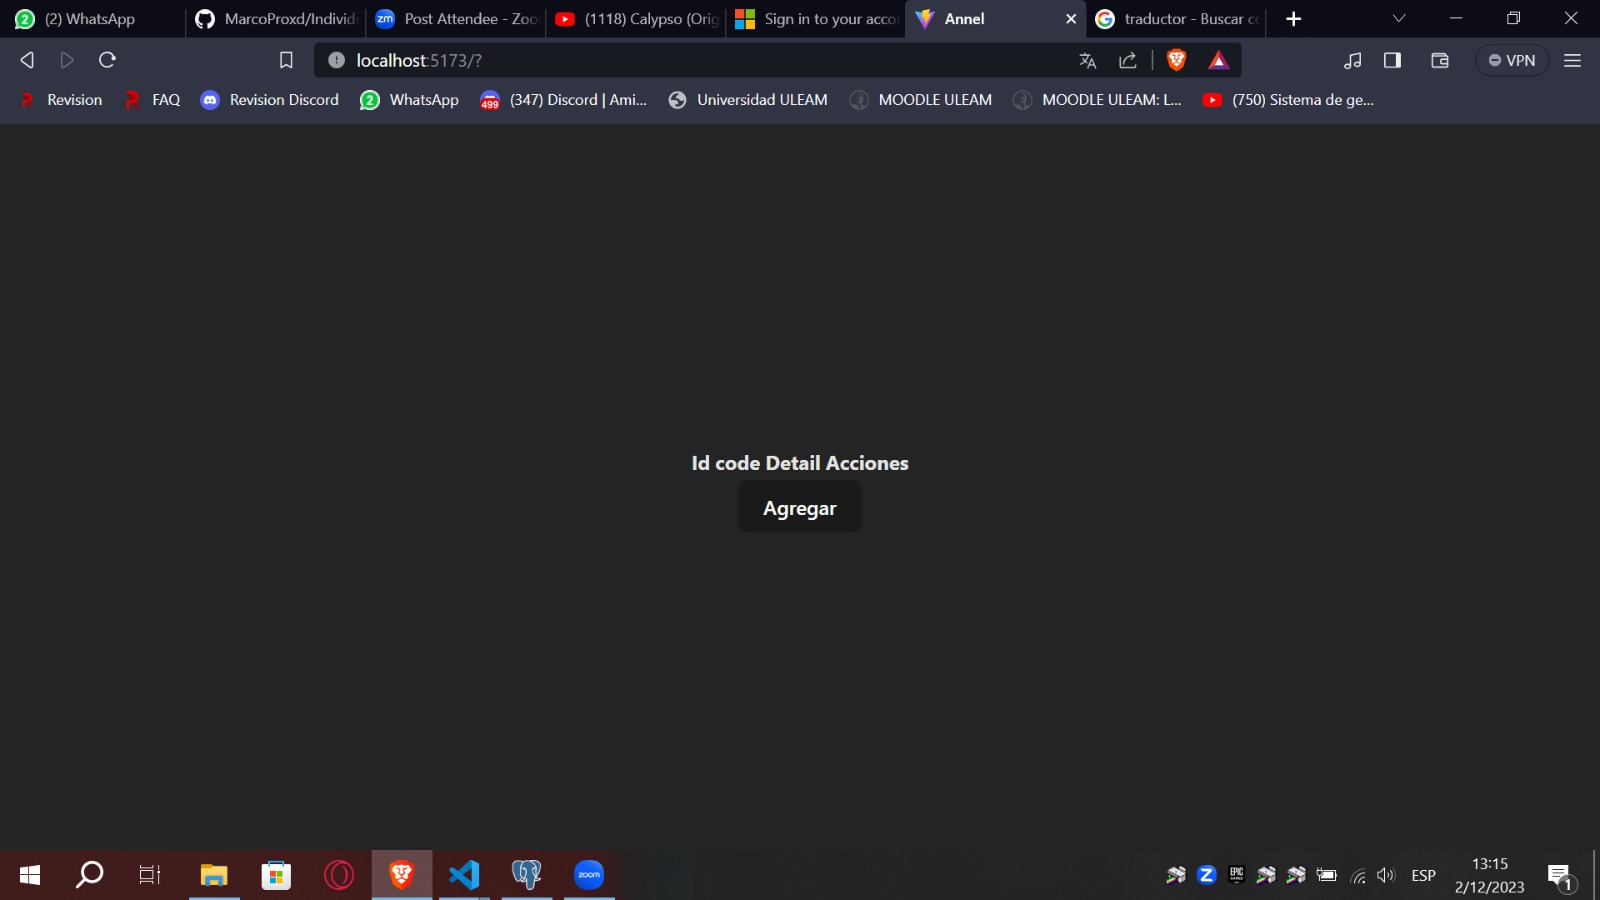 (2) WhatsApp
MarcoProxd/Individ
Post Attendee - Zoo
(1118) Calypso (Orig
Sign in to your acco
Annel
traductor - Buscar c
localhost:5173/?
VPN
Revision
FAQ
Revision Discord
WhatsApp
(347) Discord | Ami...
Universidad ULEAM
MOODLE ULEAM
MOODLE ULEAM: L...
(750) Sistema de ge...
Id code Detail Acciones
Agregar
zoom
ESP
13:15
2/12/2023
1